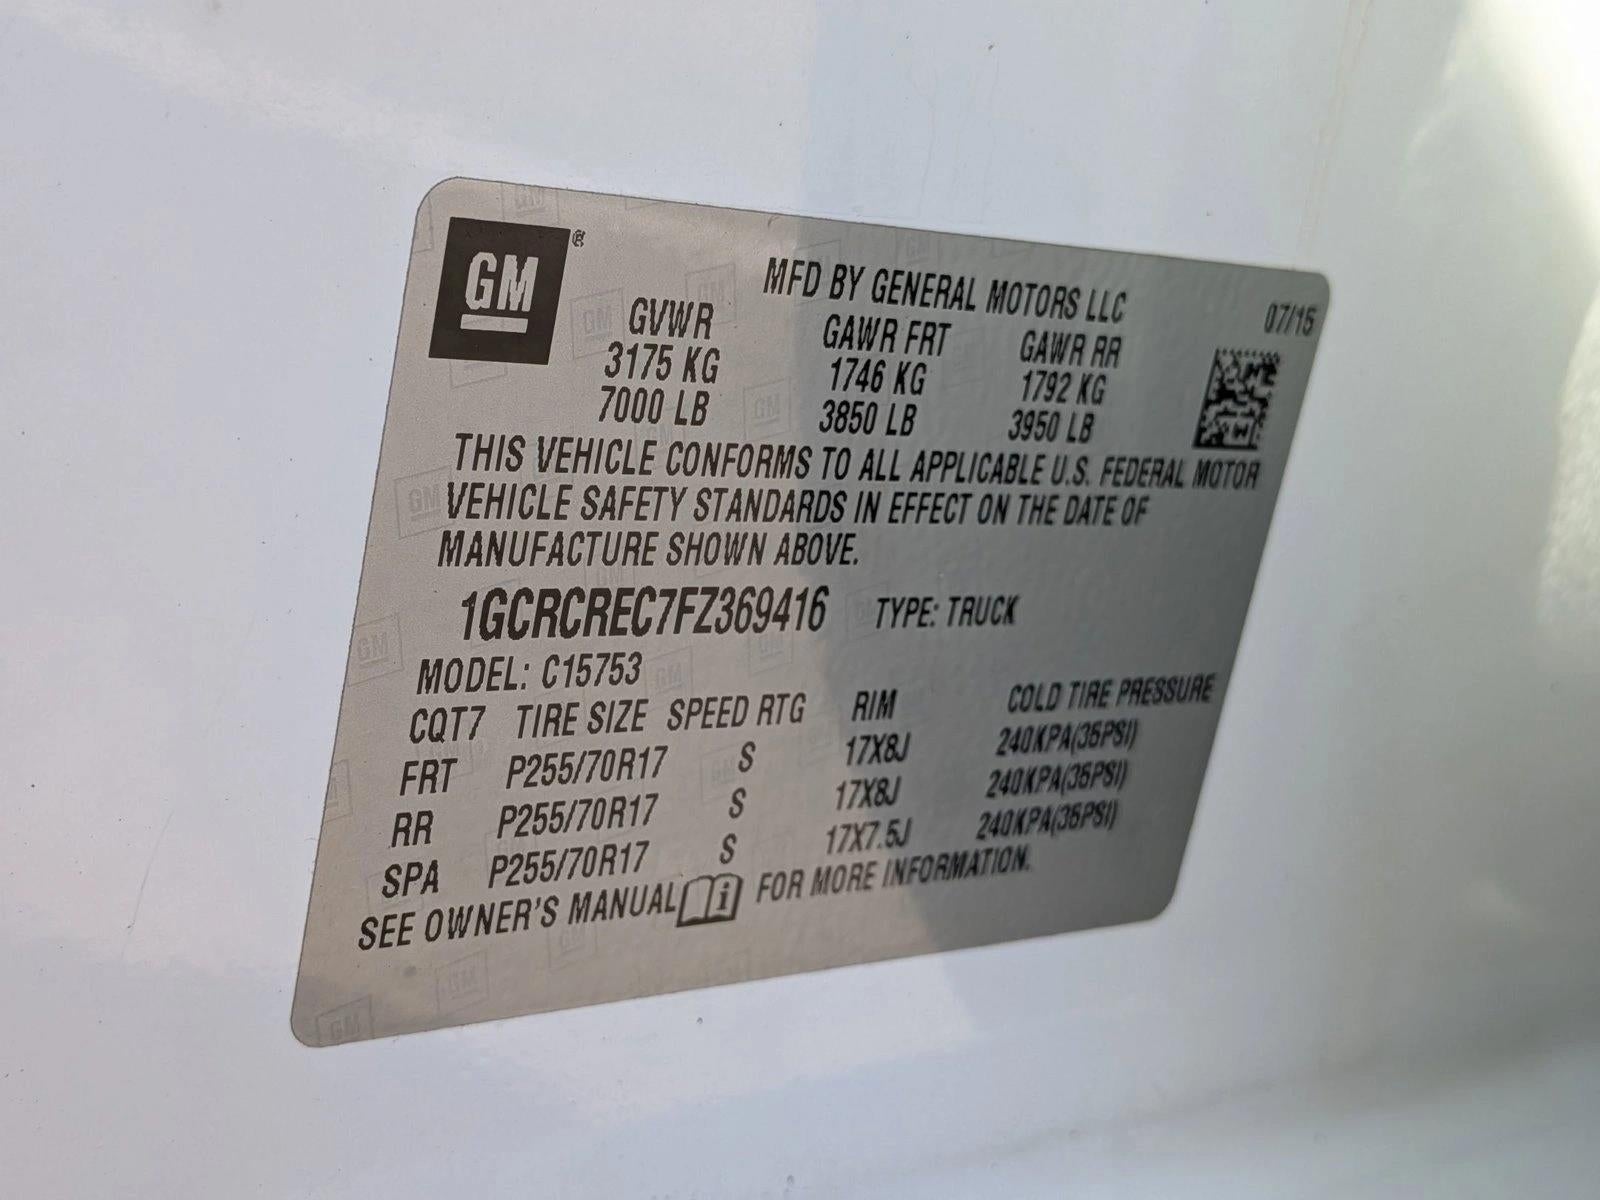 GM
®
MFD BY GENERAL MOTORS LLC
07/15
GVWR GAWR FRT GAWR RR
3175 KG 1746 KG 1792 KG
7000 LB 3850 LB 3950 LB
THIS VEHICLE CONFORMS TO ALL APPLICABLE U.S. FEDERAL MOTOR
VEHICLE SAFETY STANDARDS IN EFFECT ON THE DATE OF
MANUFACTURE SHOWN ABOVE.
1GCRCREC7FZ369416 TYPE: TRUCK
MODEL: C15753
CQT7 TIRE SIZE SPEED RTG RIM COLD TIRE PRESSURE
FRT P255/70R17 S 17X8J 240KPA(35PSI)
RR P255/70R17 S 17X8J 240KPA(35PSI)
SPA P255/70R17 S 17X7.5J 240KPA(35PSI)
SEE OWNER'S MANUAL i FOR MORE INFORMATION.